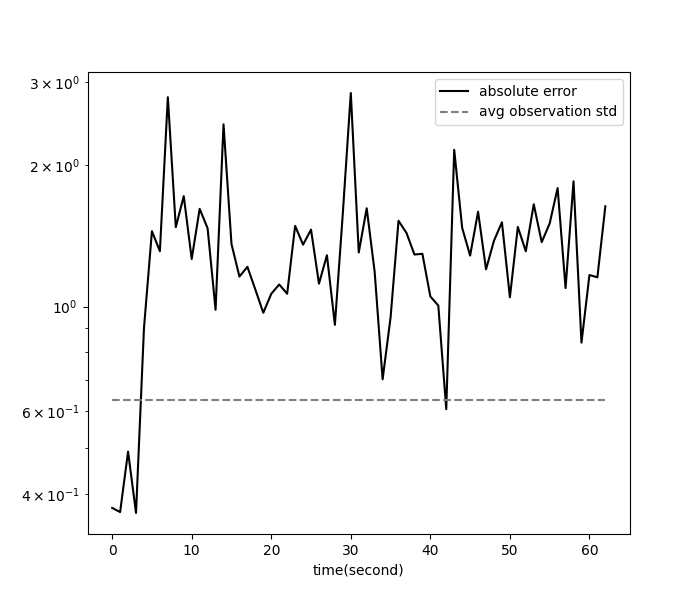 3 × 10⁰
2 × 10⁰
10⁰
6 × 10⁻¹
4 × 10⁻¹
absolute error
avg observation std
0 10 20 30 40 50 60
time(second)